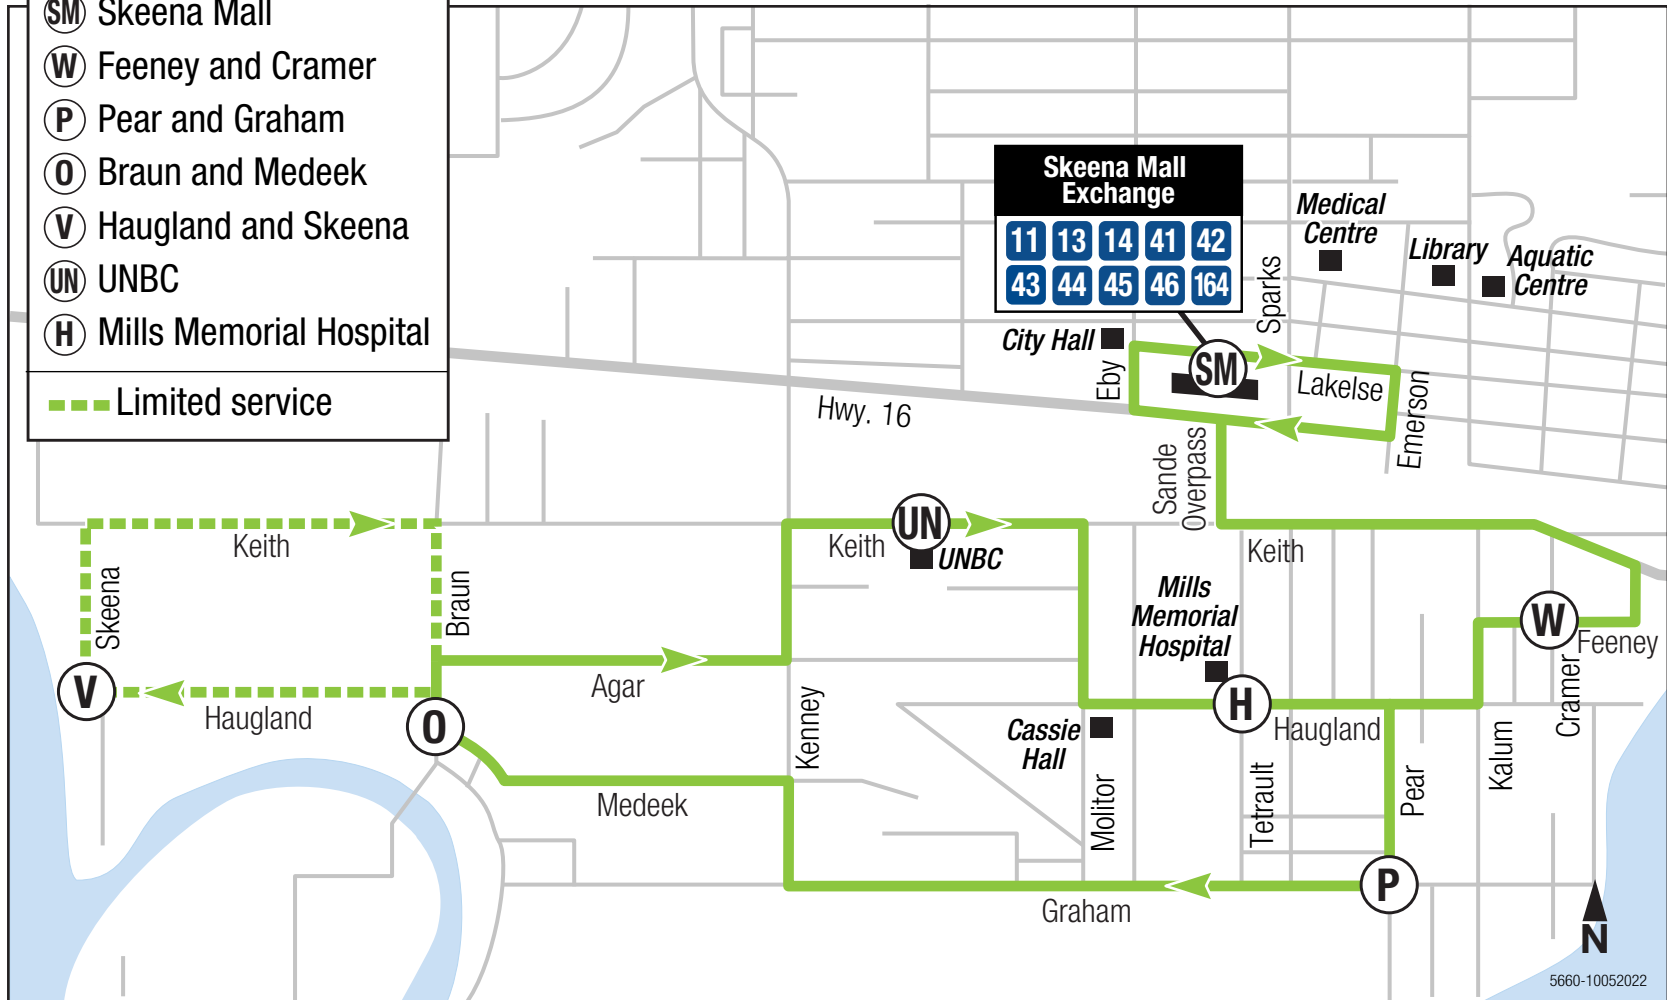 SM Skeena Mall
W Feeney and Cramer
P Pear and Graham
O Braun and Medeek
V Haugland and Skeena
UN UNBC
H Mills Memorial Hospital
Limited service
Skeena Mall
Exchange
11 13 14 41 42
43 44 45 46 164
Medical
Centre
Library
Aquatic
Centre
Sparks
City Hall
Eby
SM
Lakelse
Emerson
Hwy. 16
Sande
Overpass
Keith
Skeena
Braun
Keith
UN
UNBC
Keith
Mills
Memorial
Hospital
W
Feeney
Cramer
V
Haugland
O
Agar
Kenney
Cassie
Hall
H
Haugland
Kalum
Medeek
Molitor
Tetrault
Pear
P
Graham
N
5660-10052022